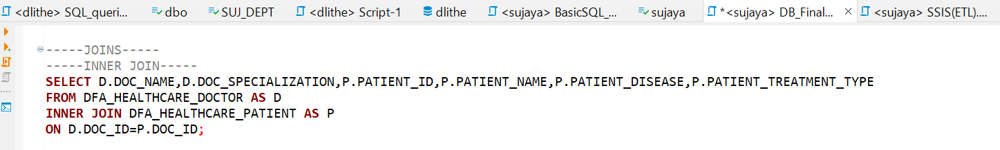 <dlithe> SQL_queri... dbo SUJ_DEPT <dlithe> Script-1 dlithe <sujaya> BasicSQL_... sujaya *<sujaya> DB_Final... <sujaya> SSIS(ETL)....
-----JOINS-----
-----INNER JOIN-----
SELECT D.DOC_NAME,D.DOC_SPECIALIZATION,P.PATIENT_ID,P.PATIENT_NAME,P.PATIENT_DISEASE,P.PATIENT_TREATMENT_TYPE
FROM DFA_HEALTHCARE_DOCTOR AS D
INNER JOIN DFA_HEALTHCARE_PATIENT AS P
ON D.DOC_ID=P.DOC_ID;